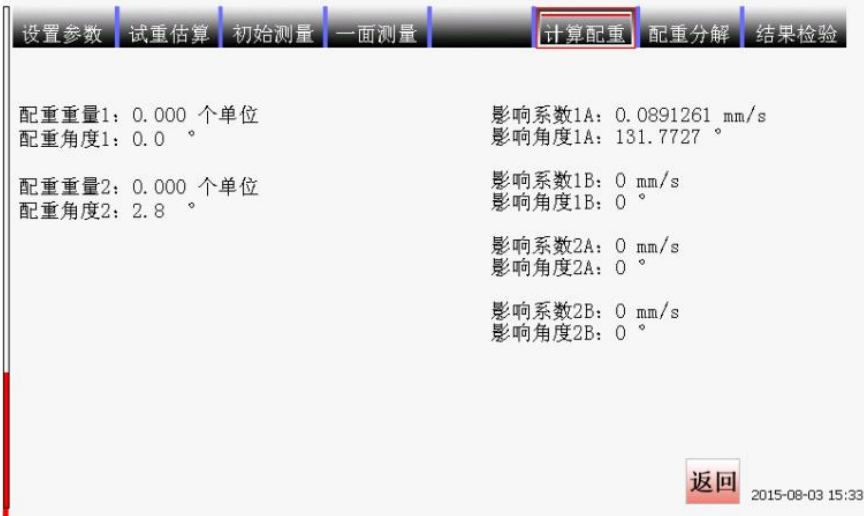 设置参数 试重估算 初始测量 一面测量 计算配重 配重分解 结果检验
配重重量1: 0.000 个单位
配重角度1: 0.0 °
配重重量2: 0.000 个单位
配重角度2: 2.8 °
影响系数1A: 0.0891261 mm/s
影响角度1A: 131.7727 °
影响系数1B: 0 mm/s
影响角度1B: 0 °
影响系数2A: 0 mm/s
影响角度2A: 0 °
影响系数2B: 0 mm/s
影响角度2B: 0 °
返回
2015-08-03 15:33